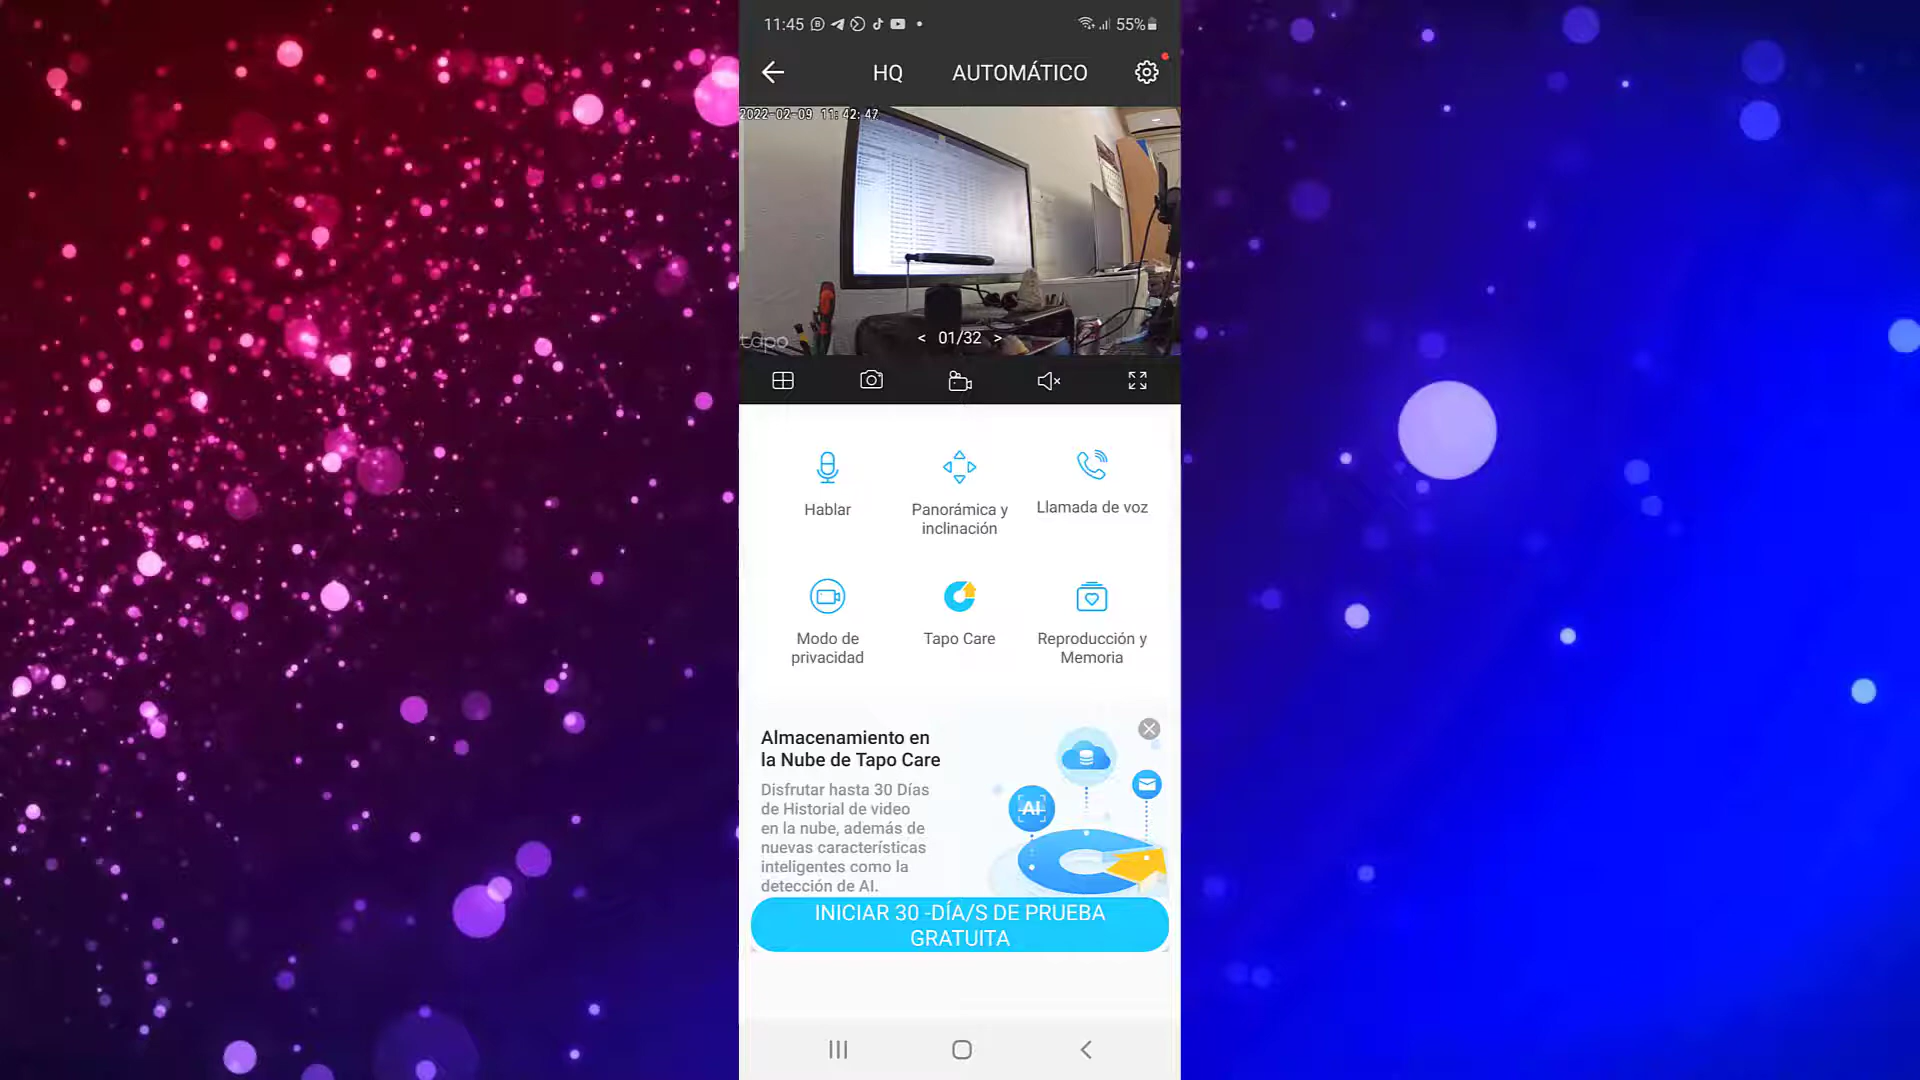 11:45
55%
HQ AUTOMÁTICO
2022-02-09 11:42:47
tapo
< 01/32 >
Hablar
Panorámica y
inclinación
Llamada de voz
Modo de
privacidad
Tapo Care
Reproducción y
Memoria
Almacenamiento en
la Nube de Tapo Care
Disfrutar hasta 30 Días
de Historial de video
en la nube, además de
nuevas características
inteligentes como la
detección de AI.
AI
INICIAR 30 -DÍA/S DE PRUEBA
GRATUITA